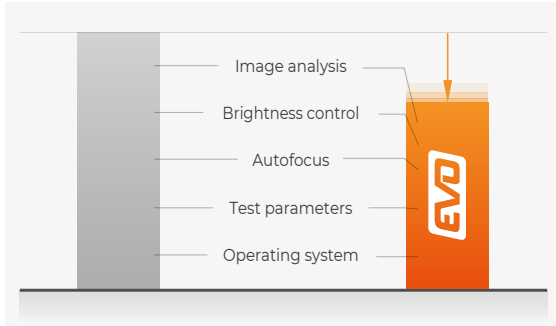 Image analysis
Brightness control
Autofocus
Test parameters
Operating system
EVO